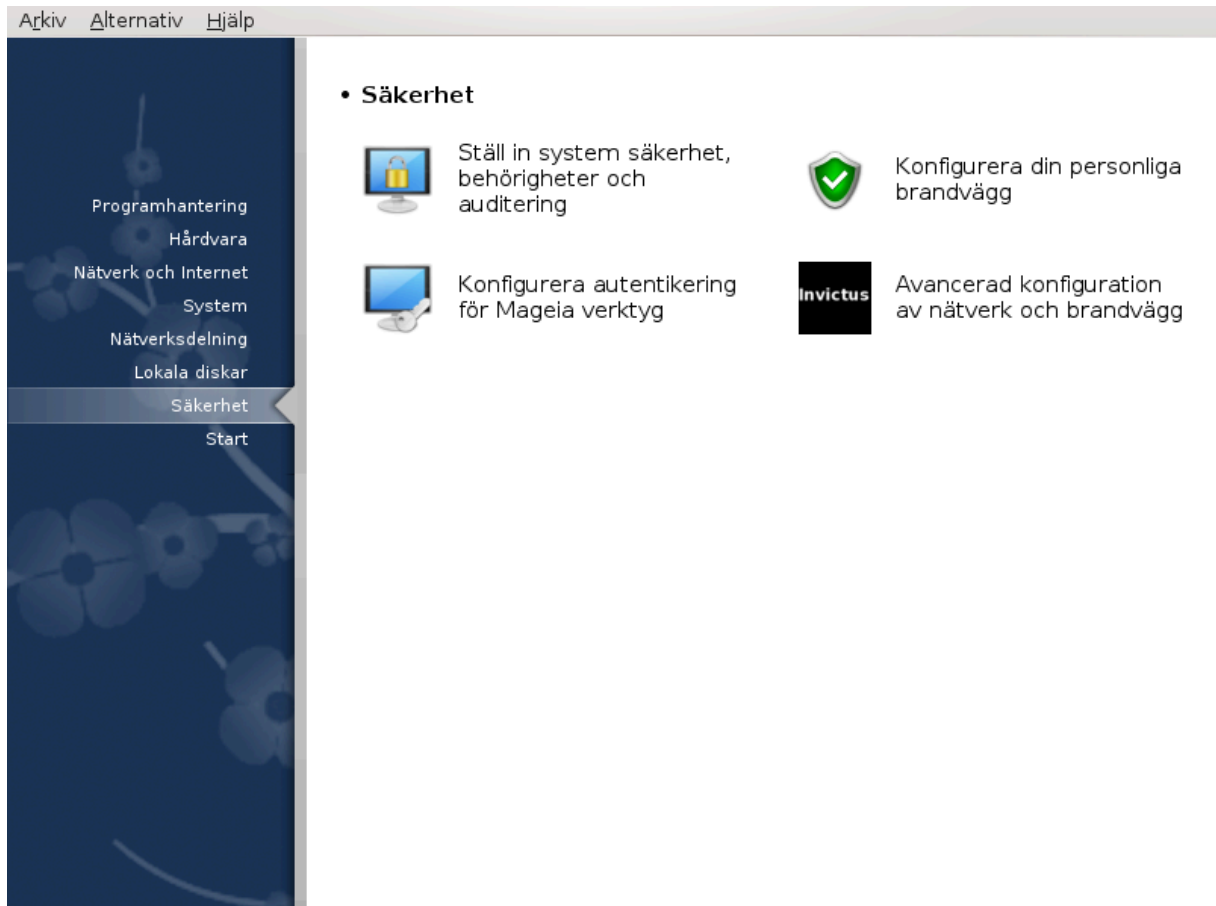 Arkiv Alternativ Hjälp
Programhantering
Hårdvara
Nätverk och Internet
System
Nätverksdelning
Lokala diskar
Säkerhet
Start
• Säkerhet
Ställ in system säkerhet,
behörigheter och
auditering
Konfigurera din personliga
brandvägg
Konfigurera autentikering
för Mageia verktyg
Invictus
Avancerad konfiguration
av nätverk och brandvägg